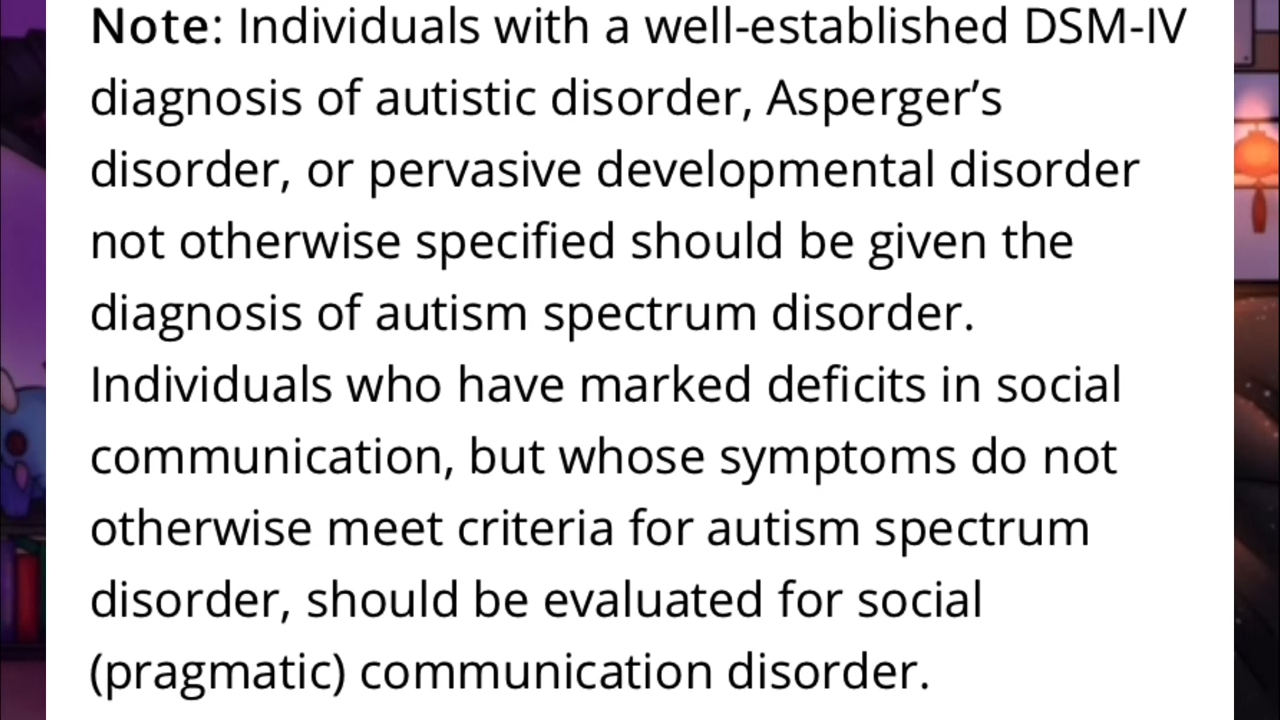 Note: Individuals with a well-established DSM-IV
diagnosis of autistic disorder, Asperger’s
disorder, or pervasive developmental disorder
not otherwise specified should be given the
diagnosis of autism spectrum disorder.
Individuals who have marked deficits in social
communication, but whose symptoms do not
otherwise meet criteria for autism spectrum
disorder, should be evaluated for social
(pragmatic) communication disorder.